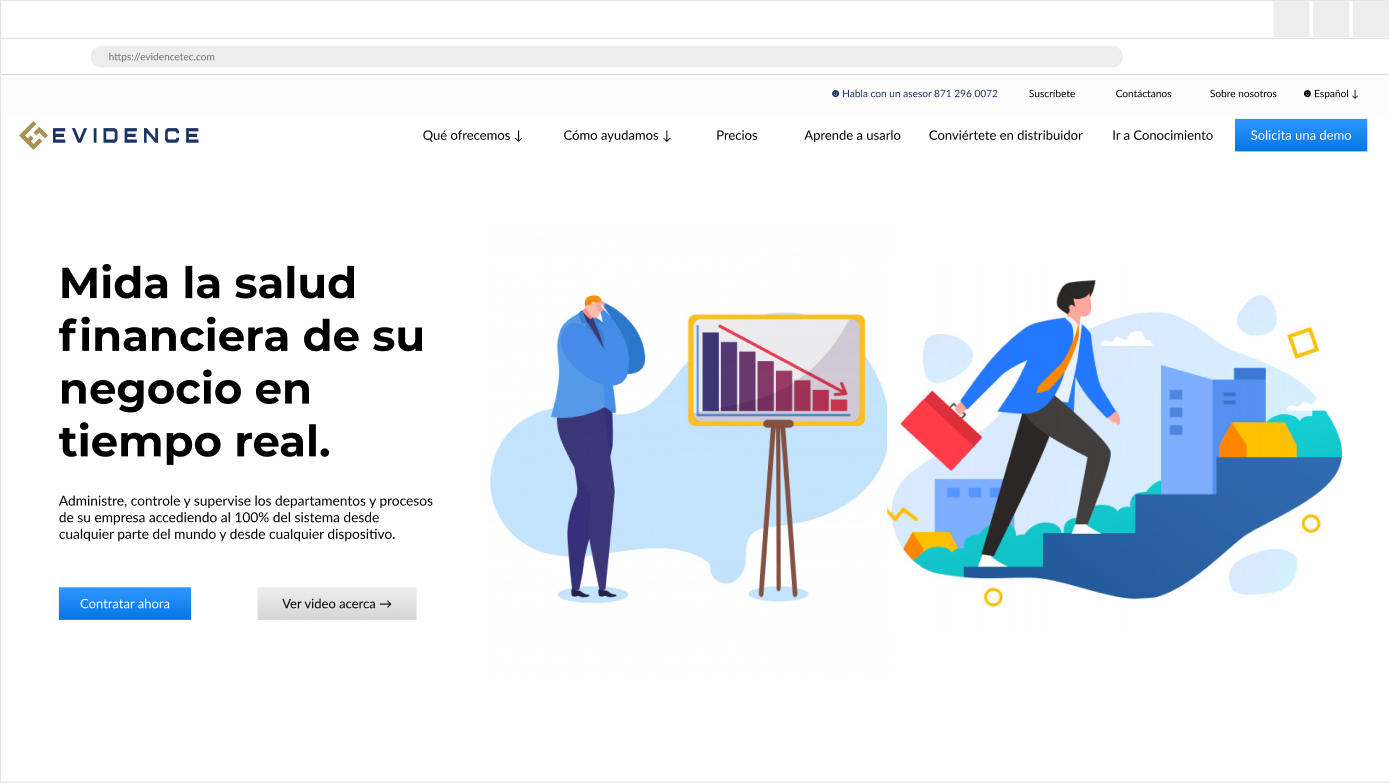 https://evidencetec.com
Habla con un asesor 871 296 0072 Suscríbete Contáctanos Sobre nosotros Español ↓
EVIDENCE Qué ofrecemos ↓ Cómo ayudamos ↓ Precios Aprende a usarlo Conviértete en distribuidor Ir a Conocimiento Solicita una demo
Mida la salud
financiera de su
negocio en
tiempo real.
Administre, controle y supervise los departamentos y procesos
de su empresa accediendo al 100% del sistema desde
cualquier parte del mundo y desde cualquier dispositivo.
Contratar ahora Ver video acerca →